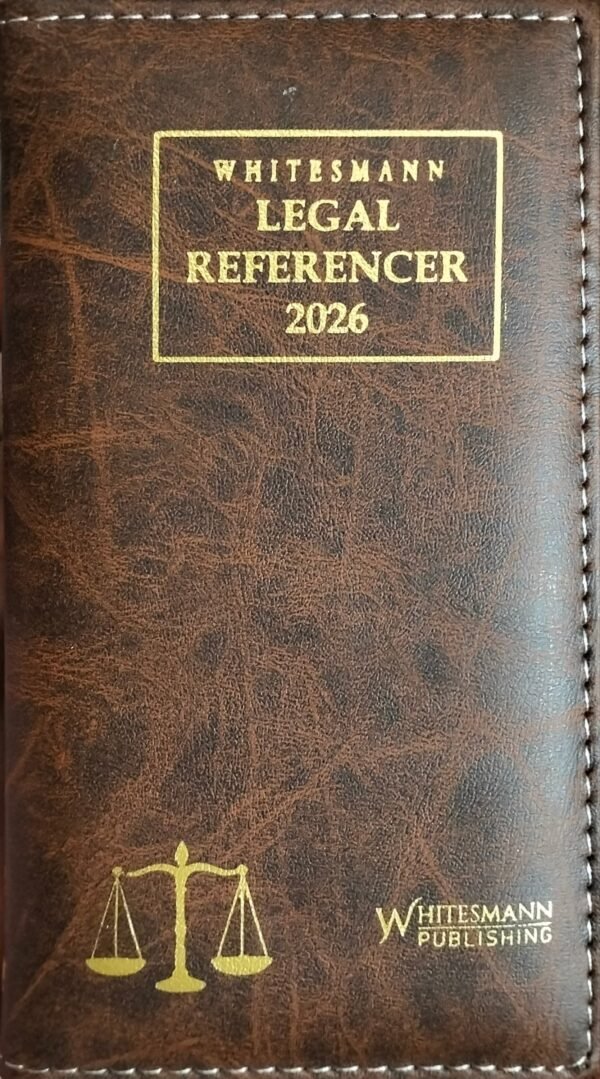 WHITESMANN
LEGAL
REFERENCER
2026
WHITESMANN
PUBLISHING